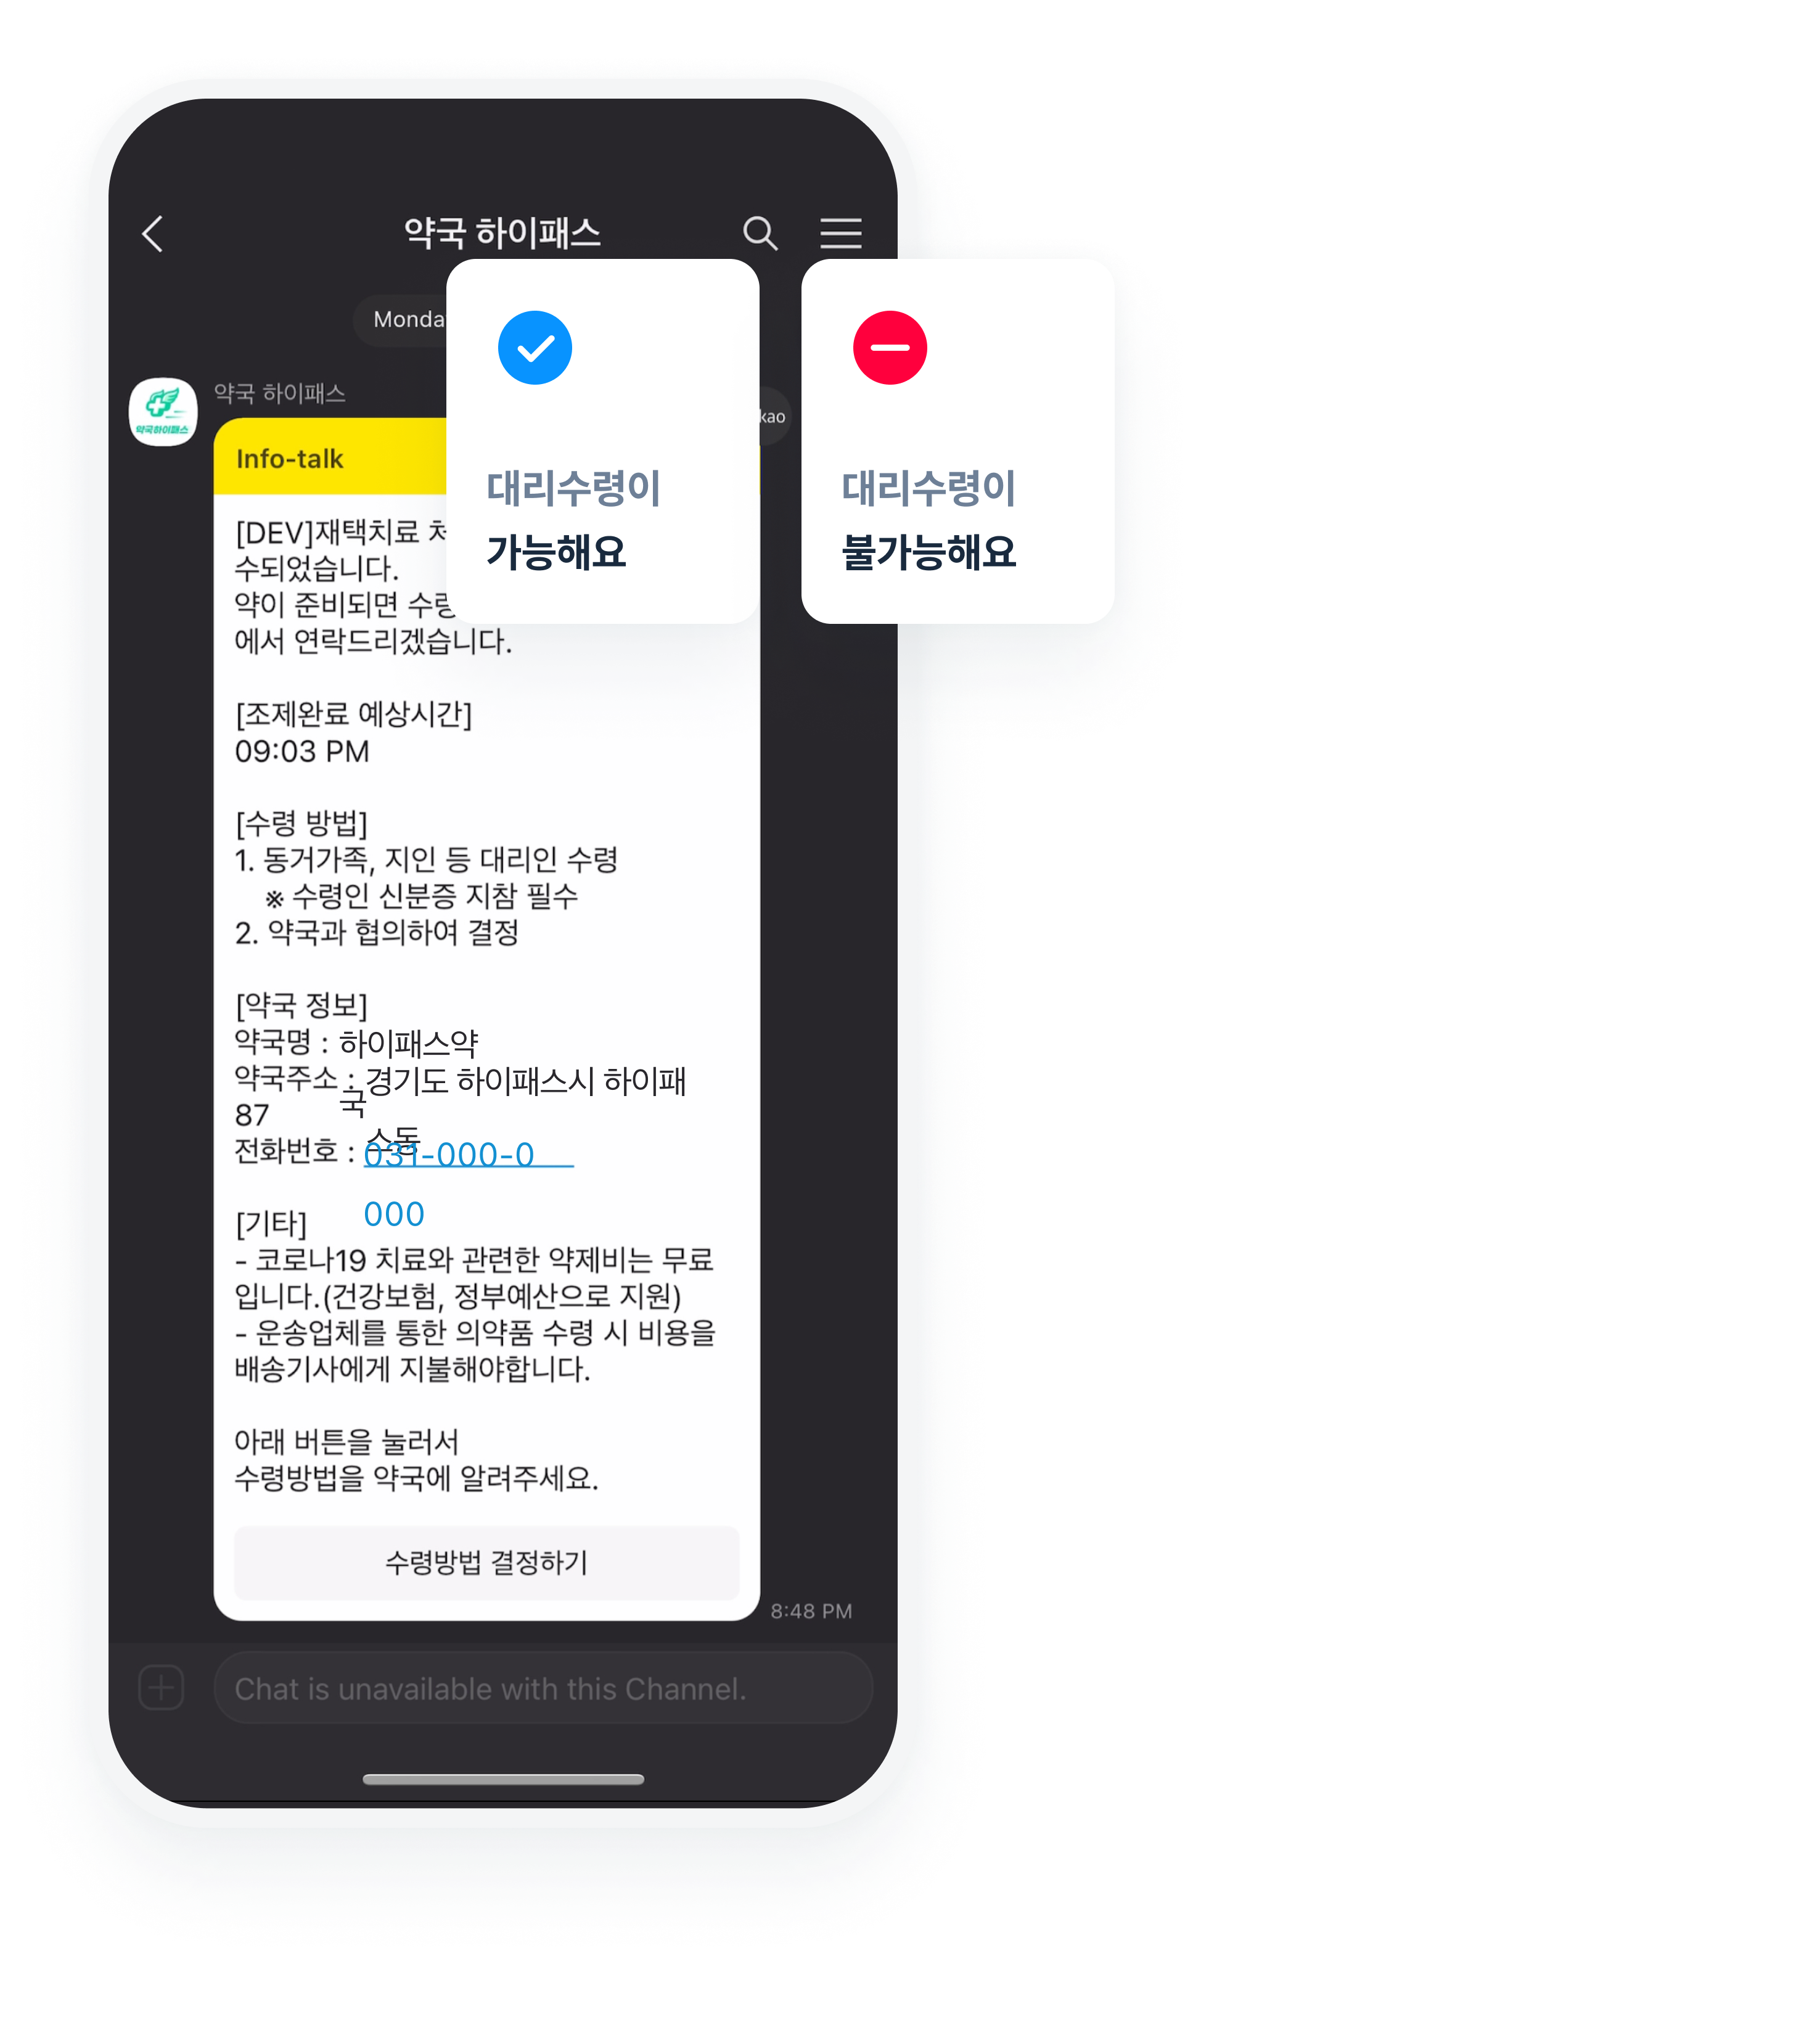 약국 하이패스
약국 하이패스
약국하이패스
kao
Info-talk
대리수령이
가능해요
대리수령이
불가능해요
[DEV]재택치료
수되었습니다.
약이 준비되면
에서 연락드리겠습니다.
[조제완료 예상시간]
09:03 PM
[수령 방법]
1. 동거가족, 지인 등 대리인 수령
※ 수령인 신분증 지참 필수
2. 약국과 협의하여 결정
[약국 정보]
약국명 : 하이패스약
국
약국주소 : 경기도 하이패스시 하이패
스동
87
전화번호 : 031-000-0
000
[기타]
- 코로나19 치료와 관련한 약제비는 무료
입니다.(건강보험, 정부예산으로 지원)
- 운송업체를 통한 의약품 수령 시 비용을
배송기사에게 지불해야합니다.
아래 버튼을 눌러서
수령방법을 약국에 알려주세요.
수령방법 결정하기
8:48 PM
Chat is unavailable with this Channel.